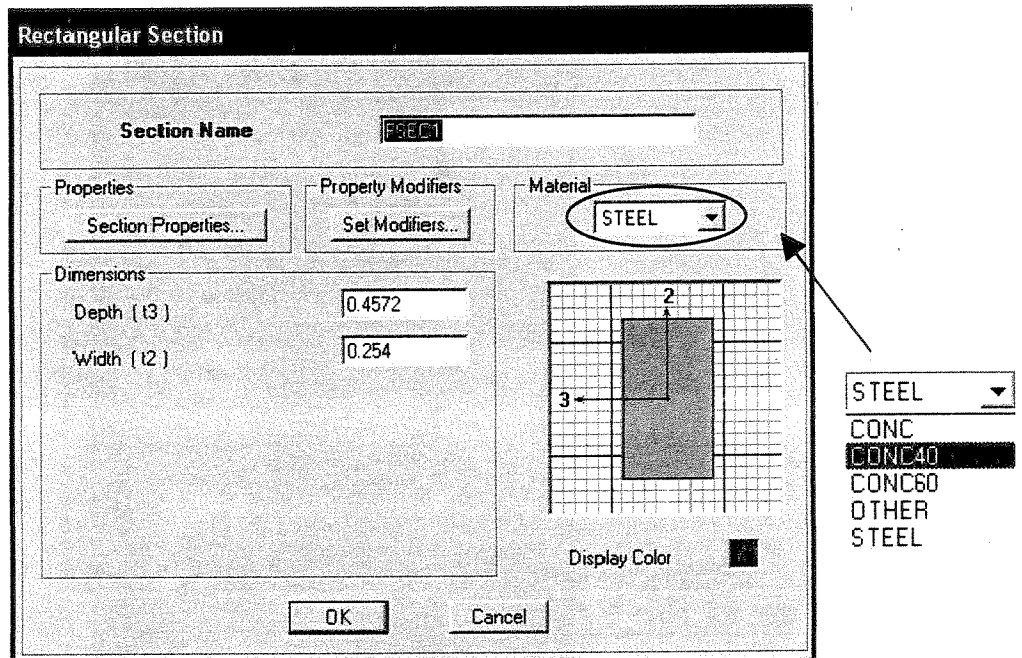 Rectangular Section
Section Name FSEC1
Properties Property Modifiers Material
Section Properties... Set Modifiers... STEEL
Dimensions
Depth ( t3 ) 0.4572
Width ( t2 ) 0.254
2
3
Display Color
OK Cancel
STEEL
CONC
CONC40
CONC60
OTHER
STEEL